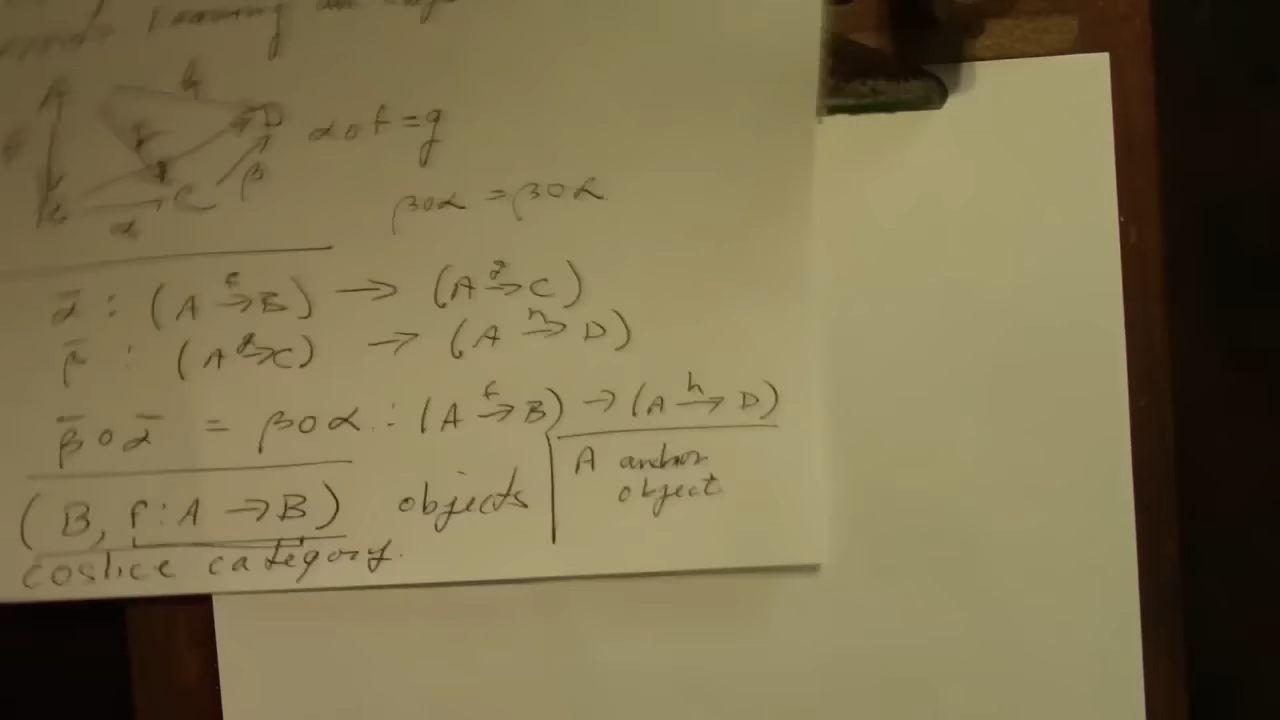 α o f = g
β o α = β o α
C
D
β
α
ᾱ : (A →f B) → (A →g C)
β̄ : (A →g C) → (A →h D)
β̄ o ᾱ = β o α : (A →f B) → (A →h D)
(B, f : A → B) objects
A anchor
object
coslice category.